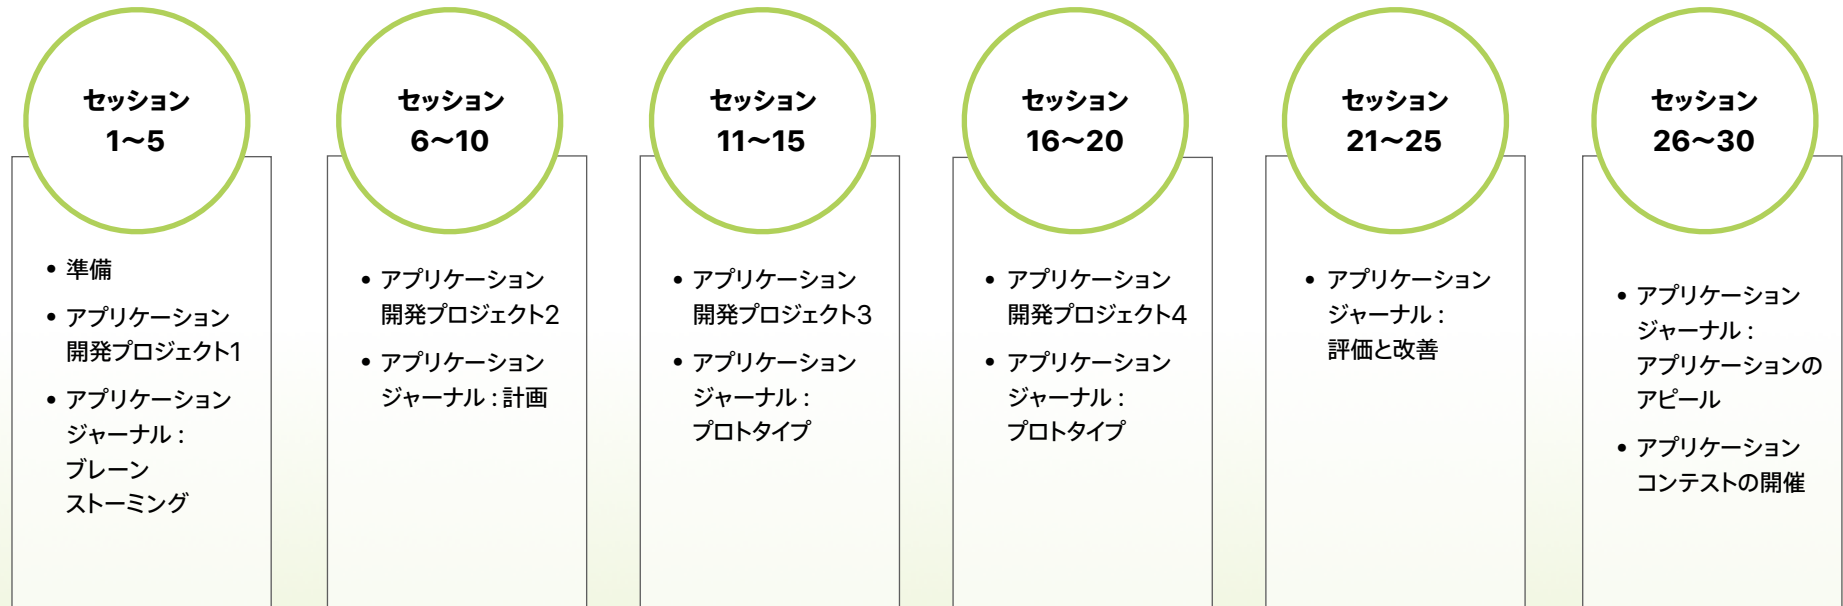 セッション
1〜5
• 準備
• アプリケーション
開発プロジェクト1
• アプリケーション
ジャーナル：
ブレーン
ストーミング
セッション
6〜10
• アプリケーション
開発プロジェクト2
• アプリケーション
ジャーナル：計画
セッション
11〜15
• アプリケーション
開発プロジェクト3
• アプリケーション
ジャーナル：
プロトタイプ
セッション
16〜20
• アプリケーション
開発プロジェクト4
• アプリケーション
ジャーナル：
プロトタイプ
セッション
21〜25
• アプリケーション
ジャーナル：
評価と改善
セッション
26〜30
• アプリケーション
ジャーナル：
アプリケーションの
アピール
• アプリケーション
コンテストの開催